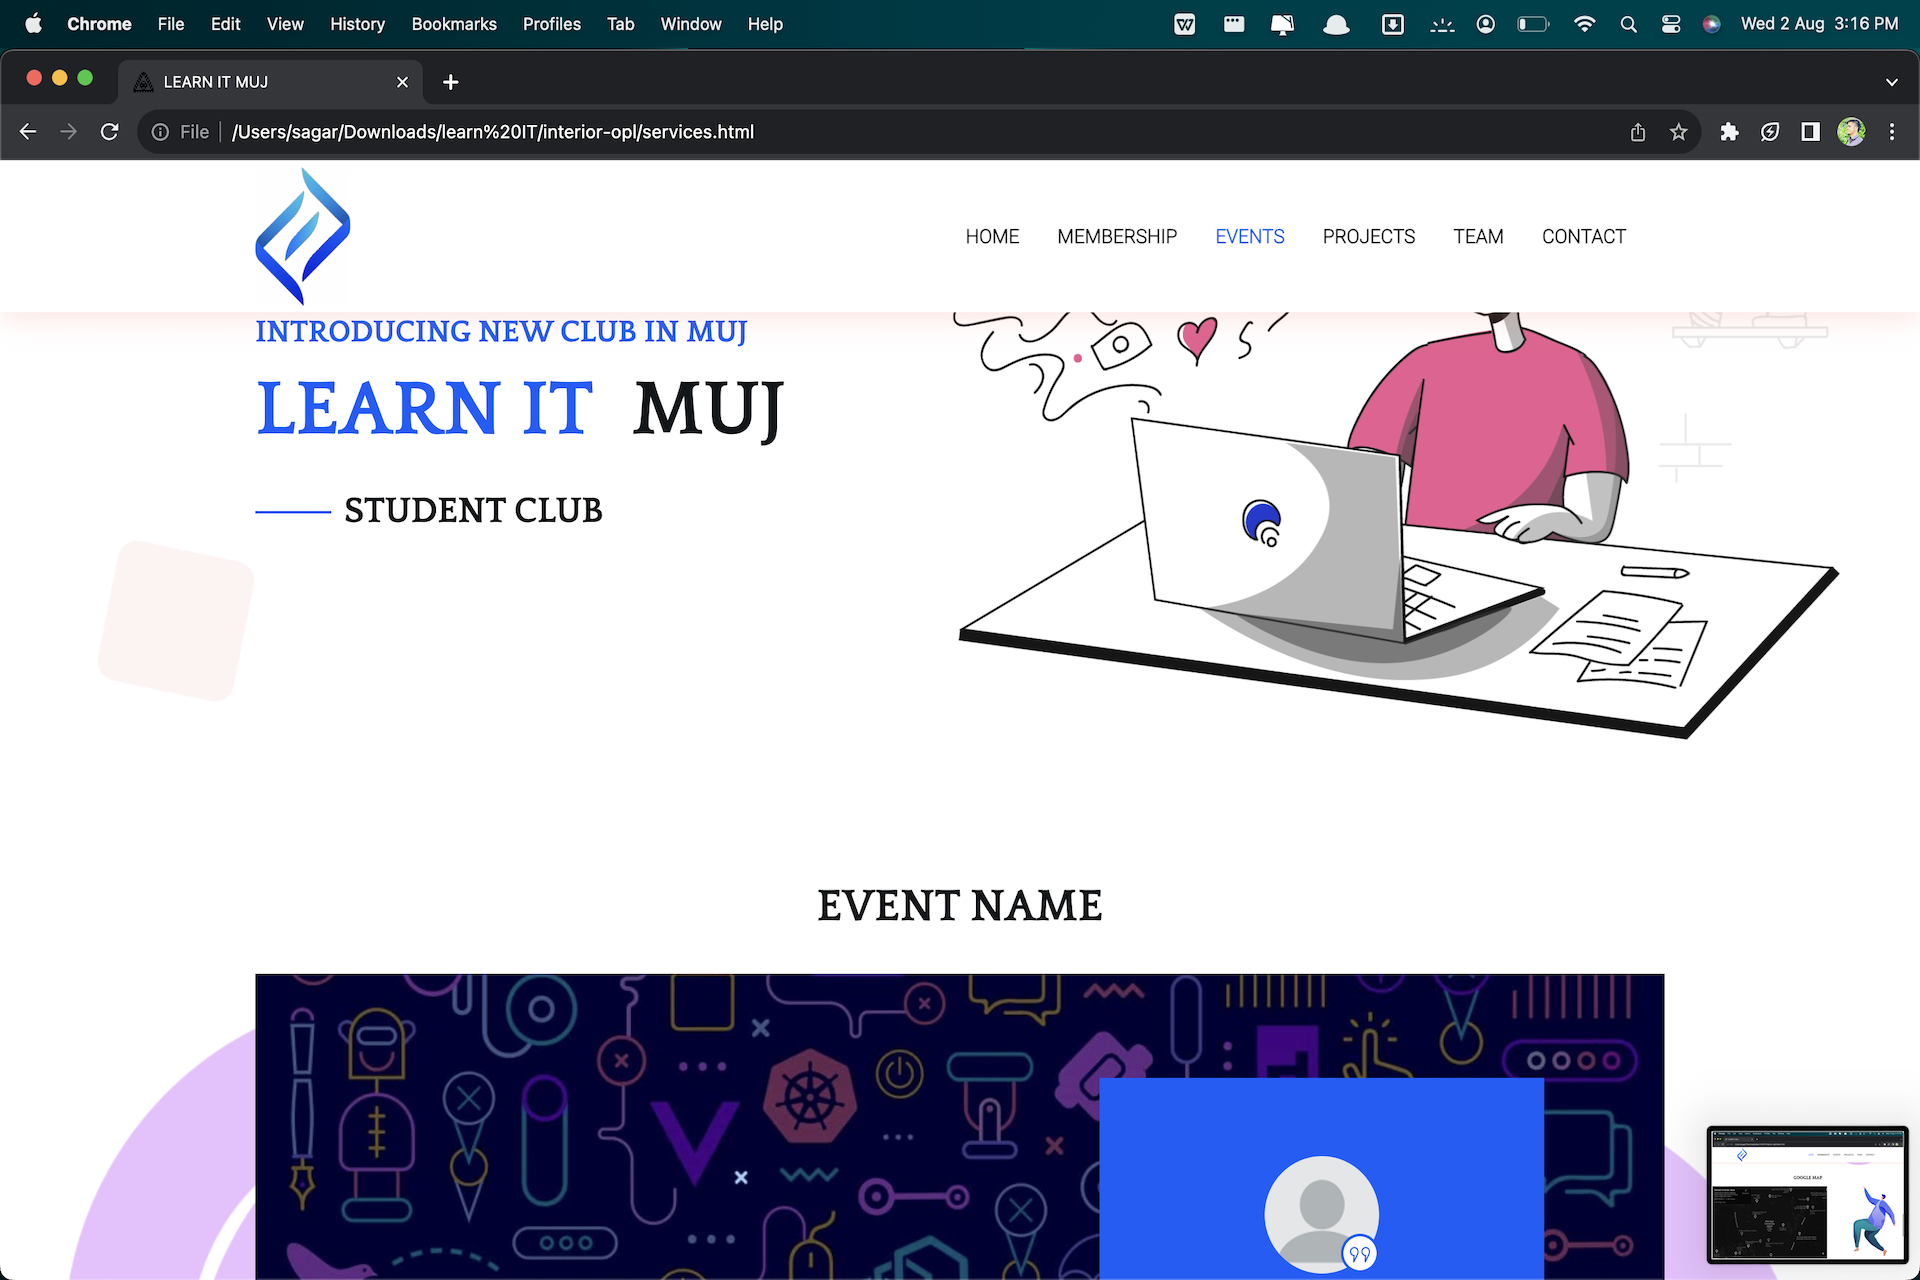 Chrome File Edit View History Bookmarks Profiles Tab Window Help Wed 2 Aug 3:16 PM
LEARN IT MUJ
File /Users/sagar/Downloads/learn%20IT/interior-opl/services.html
HOME MEMBERSHIP EVENTS PROJECTS TEAM CONTACT
INTRODUCING NEW CLUB IN MUJ
LEARN IT MUJ
STUDENT CLUB
EVENT NAME
GOOGLE MAP